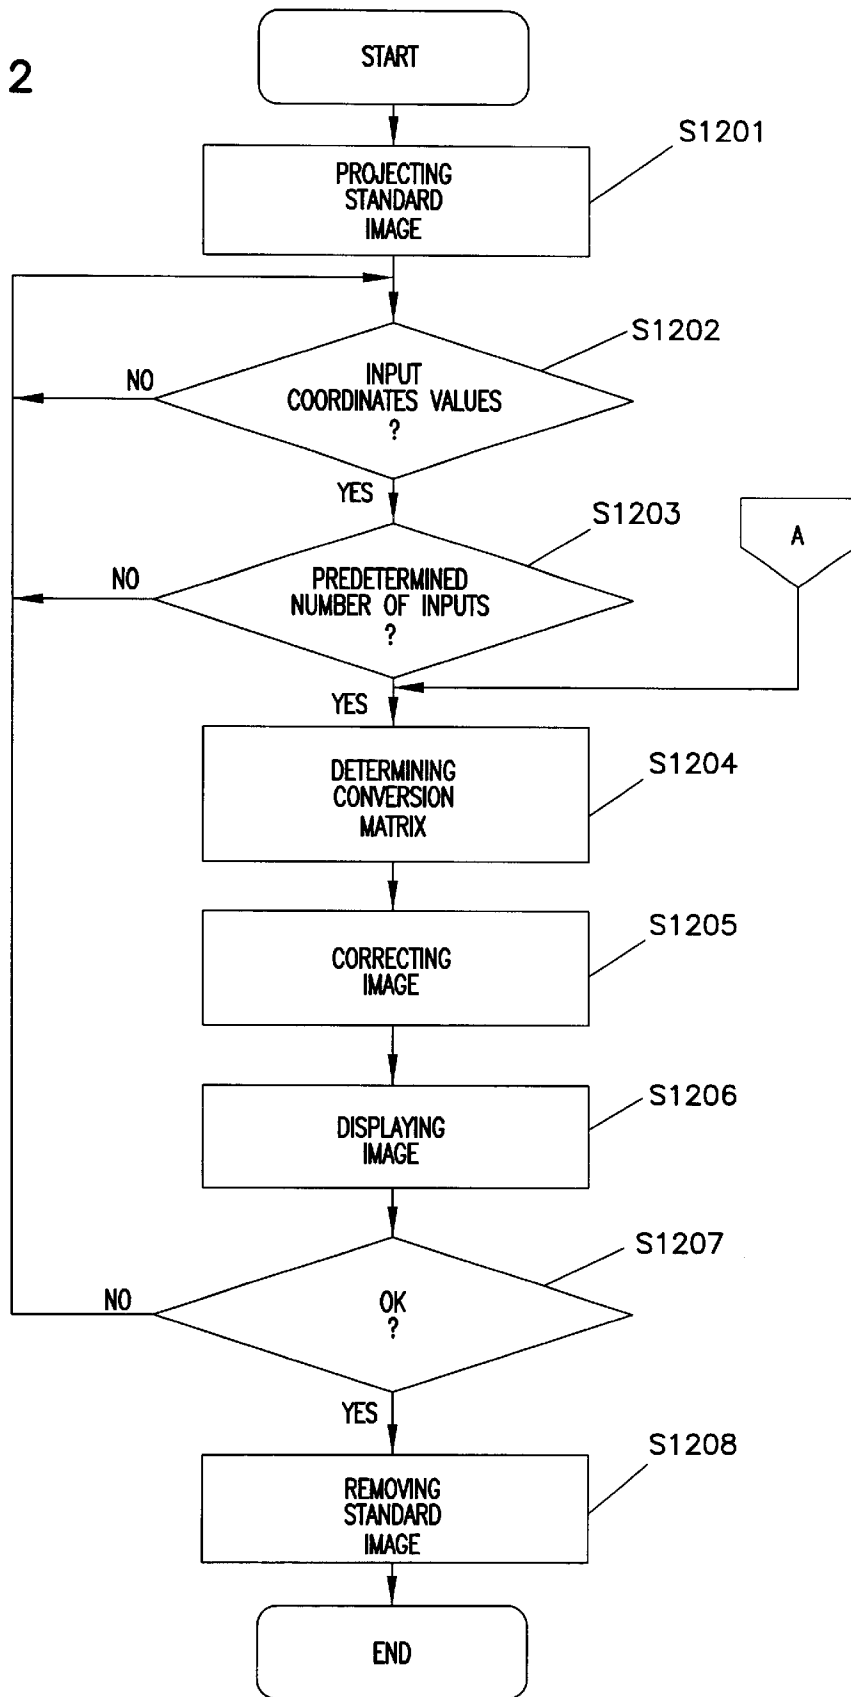 2
START
S1201
PROJECTING
STANDARD
IMAGE
S1202
INPUT
COORDINATES VALUES
?
NO
YES
S1203
PREDETERMINED
NUMBER OF INPUTS
?
NO
A
YES
S1204
DETERMINING
CONVERSION
MATRIX
S1205
CORRECTING
IMAGE
S1206
DISPLAYING
IMAGE
S1207
OK
?
NO
YES
S1208
REMOVING
STANDARD
IMAGE
END